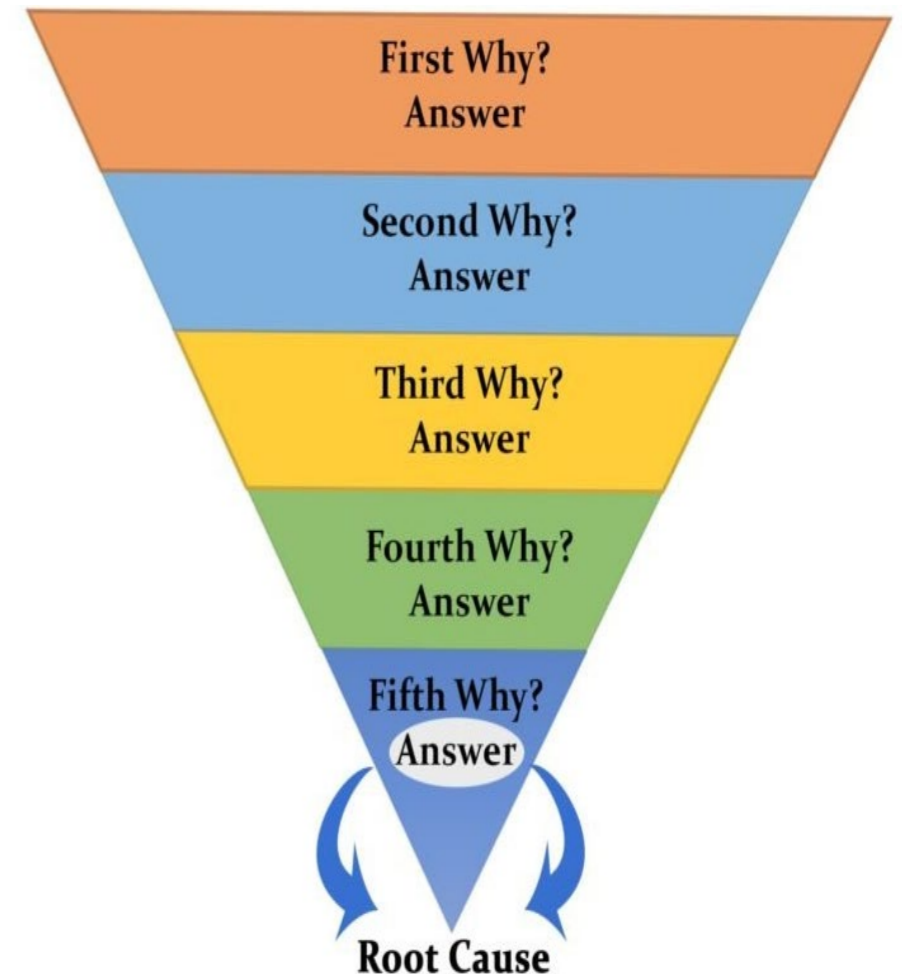 First Why?
Answer
Second Why?
Answer
Third Why?
Answer
Fourth Why?
Answer
Fifth Why?
Answer
Root Cause